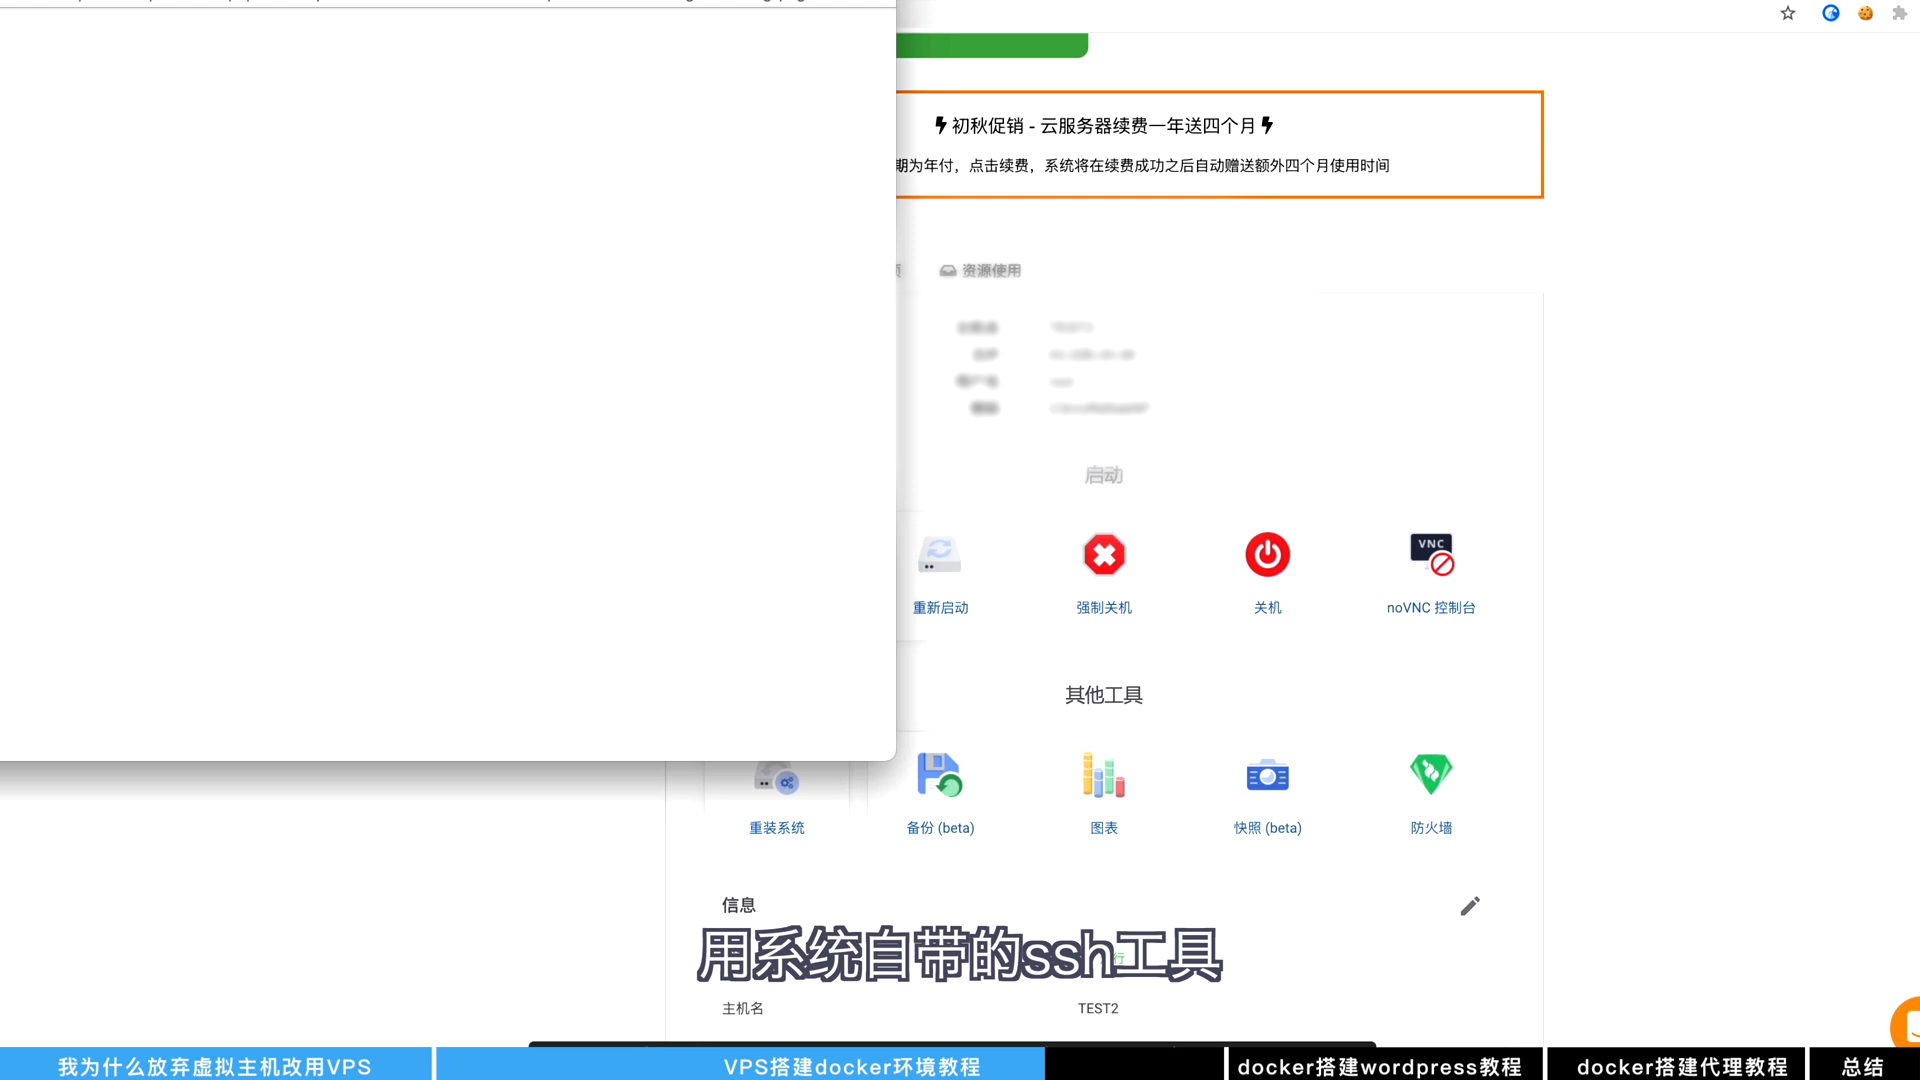 初秋促销 - 云服务器续费一年送四个月
期为年付，点击续费，系统将在续费成功之后自动赠送额外四个月使用时间
资源使用
启动
重新启动
强制关机
关机
VNC
noVNC 控制台
其他工具
重装系统
备份 (beta)
图表
快照 (beta)
防火墙
信息
行
用系统自带的ssh工具
主机名
TEST2
我为什么放弃虚拟主机改用VPS
VPS搭建docker环境教程
docker搭建wordpress教程
docker搭建代理教程
总结